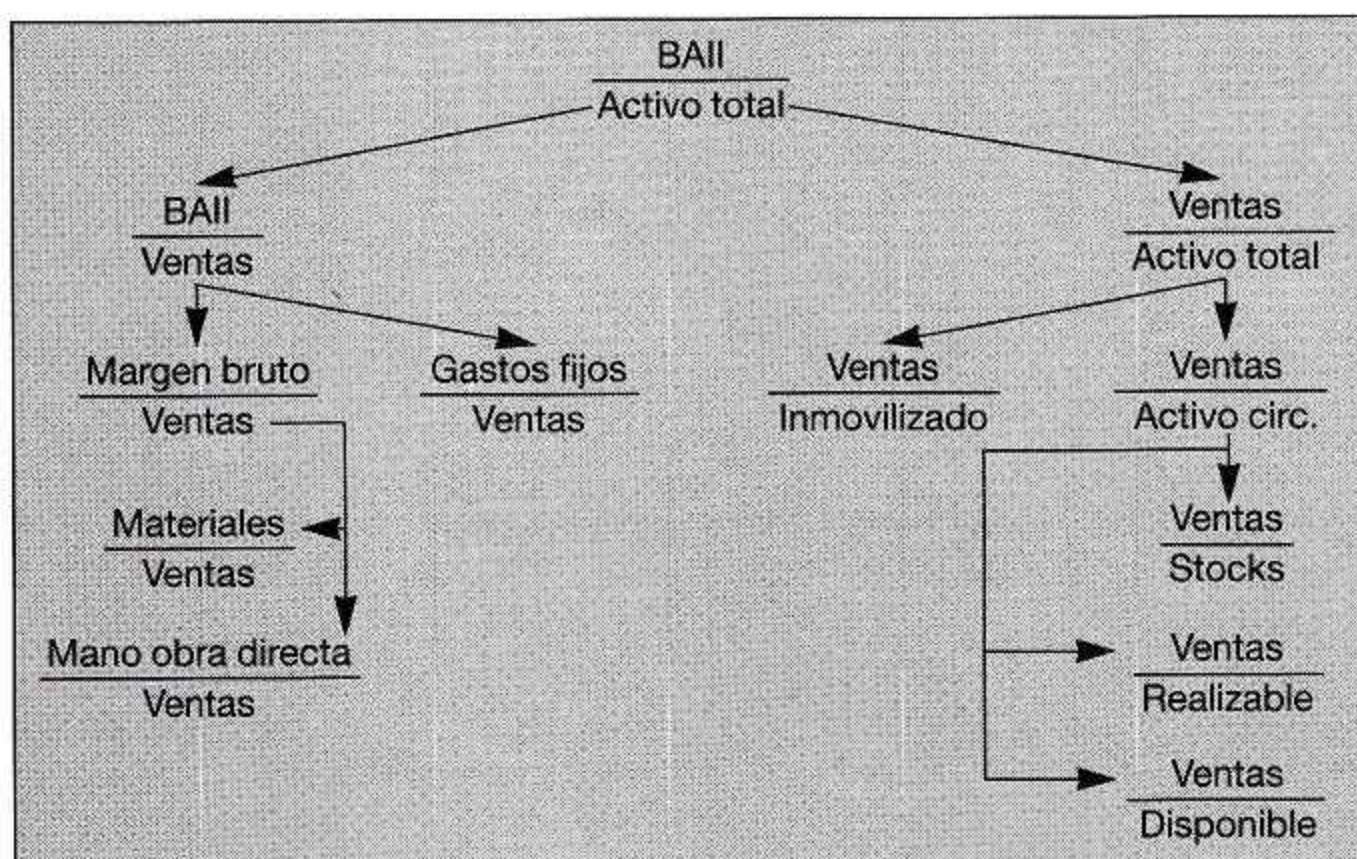 BAII
Activo total
BAII
Ventas
Ventas
Activo total
Margen bruto
Ventas
Gastos fijos
Ventas
Ventas
Inmovilizado
Ventas
Activo circ.
Materiales
Ventas
Ventas
Stocks
Mano obra directa
Ventas
Ventas
Realizable
Ventas
Disponible